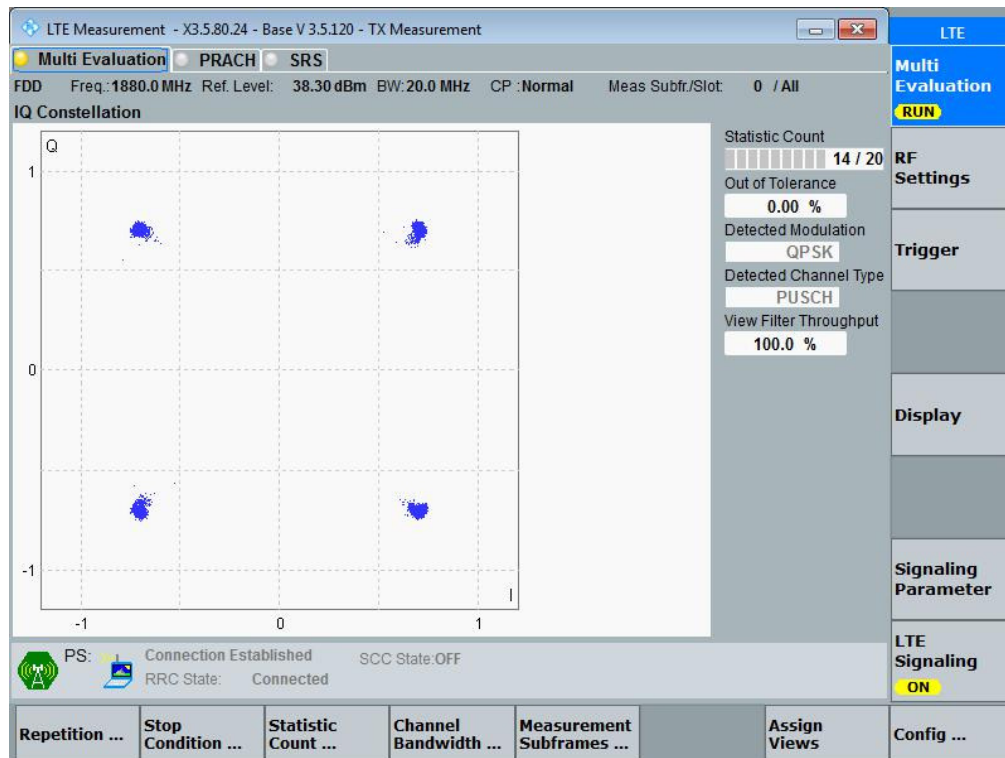 LTE Measurement - X3.5.80.24 - Base V 3.5.120 - TX Measurement
LTE
Multi Evaluation PRACH SRS
FDD Freq.:1880.0 MHz Ref. Level: 38.30 dBm BW:20.0 MHz CP :Normal Meas Subfr./Slot: 0 / All
IQ Constellation
Q
1
0
-1
I
-1 0 1
Statistic Count
14 / 20
Out of Tolerance
0.00 %
Detected Modulation
QPSK
Detected Channel Type
PUSCH
View Filter Throughput
100.0 %
Multi
Evaluation
RUN
RF
Settings
Trigger
Display
Signaling
Parameter
LTE
Signaling
ON
PS: Connection Established SCC State:OFF
RRC State: Connected
Repetition ...
Stop
Condition ...
Statistic
Count ...
Channel
Bandwidth ...
Measurement
Subframes ...
Assign
Views
Config ...